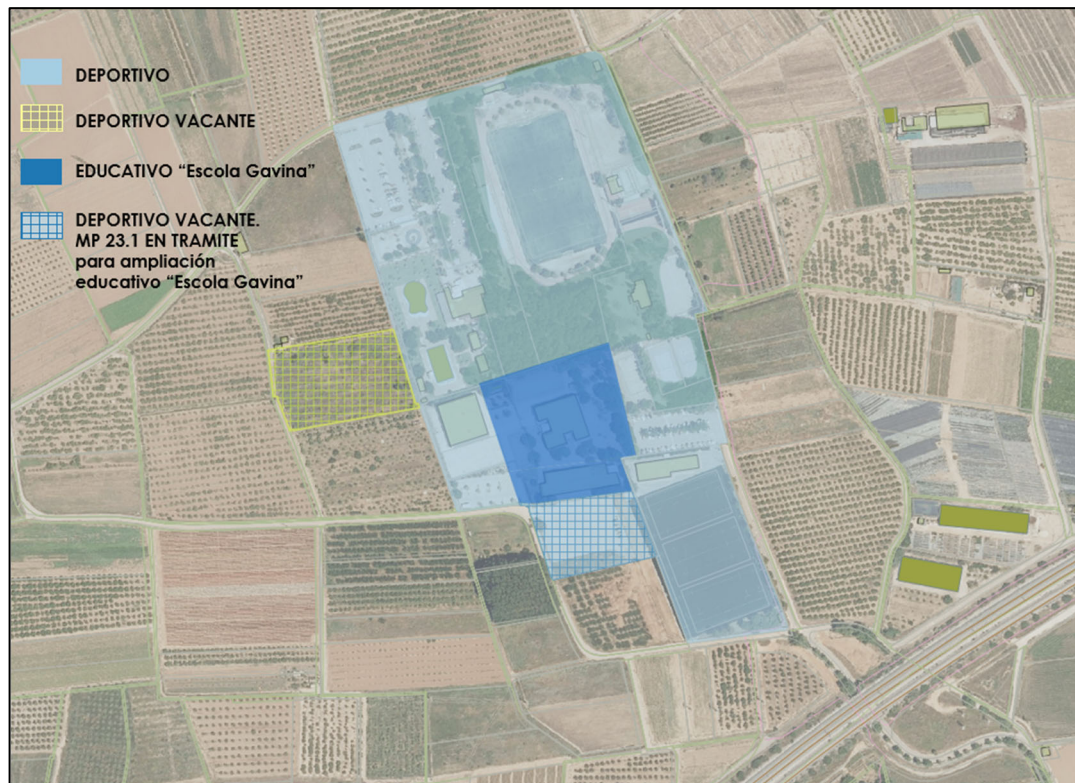 DEPORTIVO
DEPORTIVO VACANTE
EDUCATIVO “Escola Gavina”
DEPORTIVO VACANTE.
MP 23.1 EN TRAMITE
para ampliación
educativo “Escola Gavina”